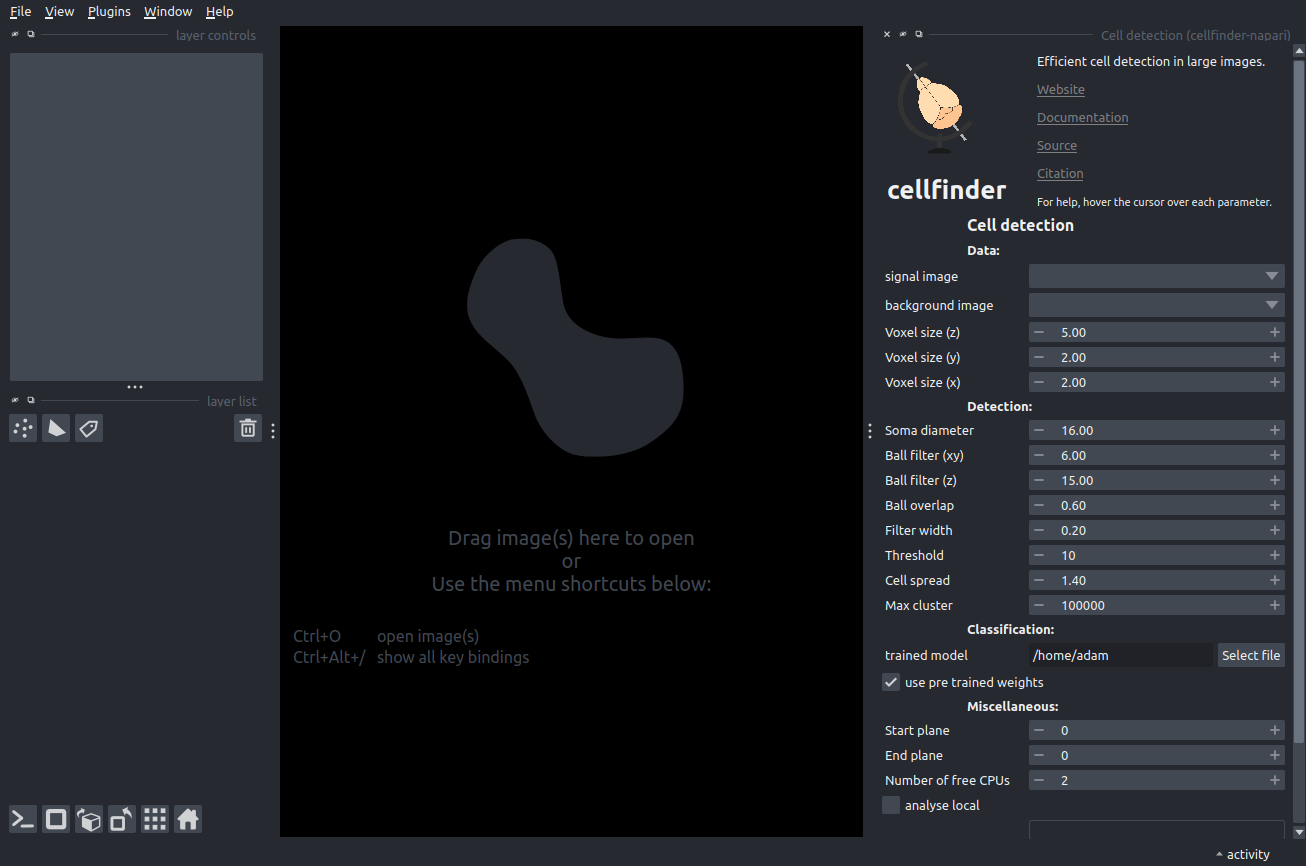 File View Plugins Window Help
layer controls
layer list
Drag image(s) here to open
or
Use the menu shortcuts below:
Ctrl+O open image(s)
Ctrl+Alt+/ show all key bindings
Cell detection (cellfinder-napari)
Efficient cell detection in large images.
Website
Documentation
Source
Citation
cellfinder
For help, hover the cursor over each parameter.
Cell detection
Data:
signal image
background image
Voxel size (z) 5.00
Voxel size (y) 2.00
Voxel size (x) 2.00
Detection:
Soma diameter 16.00
Ball filter (xy) 6.00
Ball filter (z) 15.00
Ball overlap 0.60
Filter width 0.20
Threshold 10
Cell spread 1.40
Max cluster 100000
Classification:
trained model /home/adam Select file
use pre trained weights
Miscellaneous:
Start plane 0
End plane 0
Number of free CPUs 2
analyse local
activity